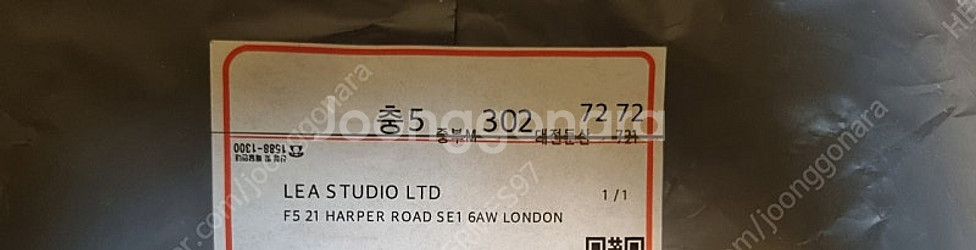 충5 302 72 72
중부M 대전둔산 721
1588-1300
LEA STUDIO LTD 1/1
F5 21 HARPER ROAD SE1 6AW LONDON
Joonggonara